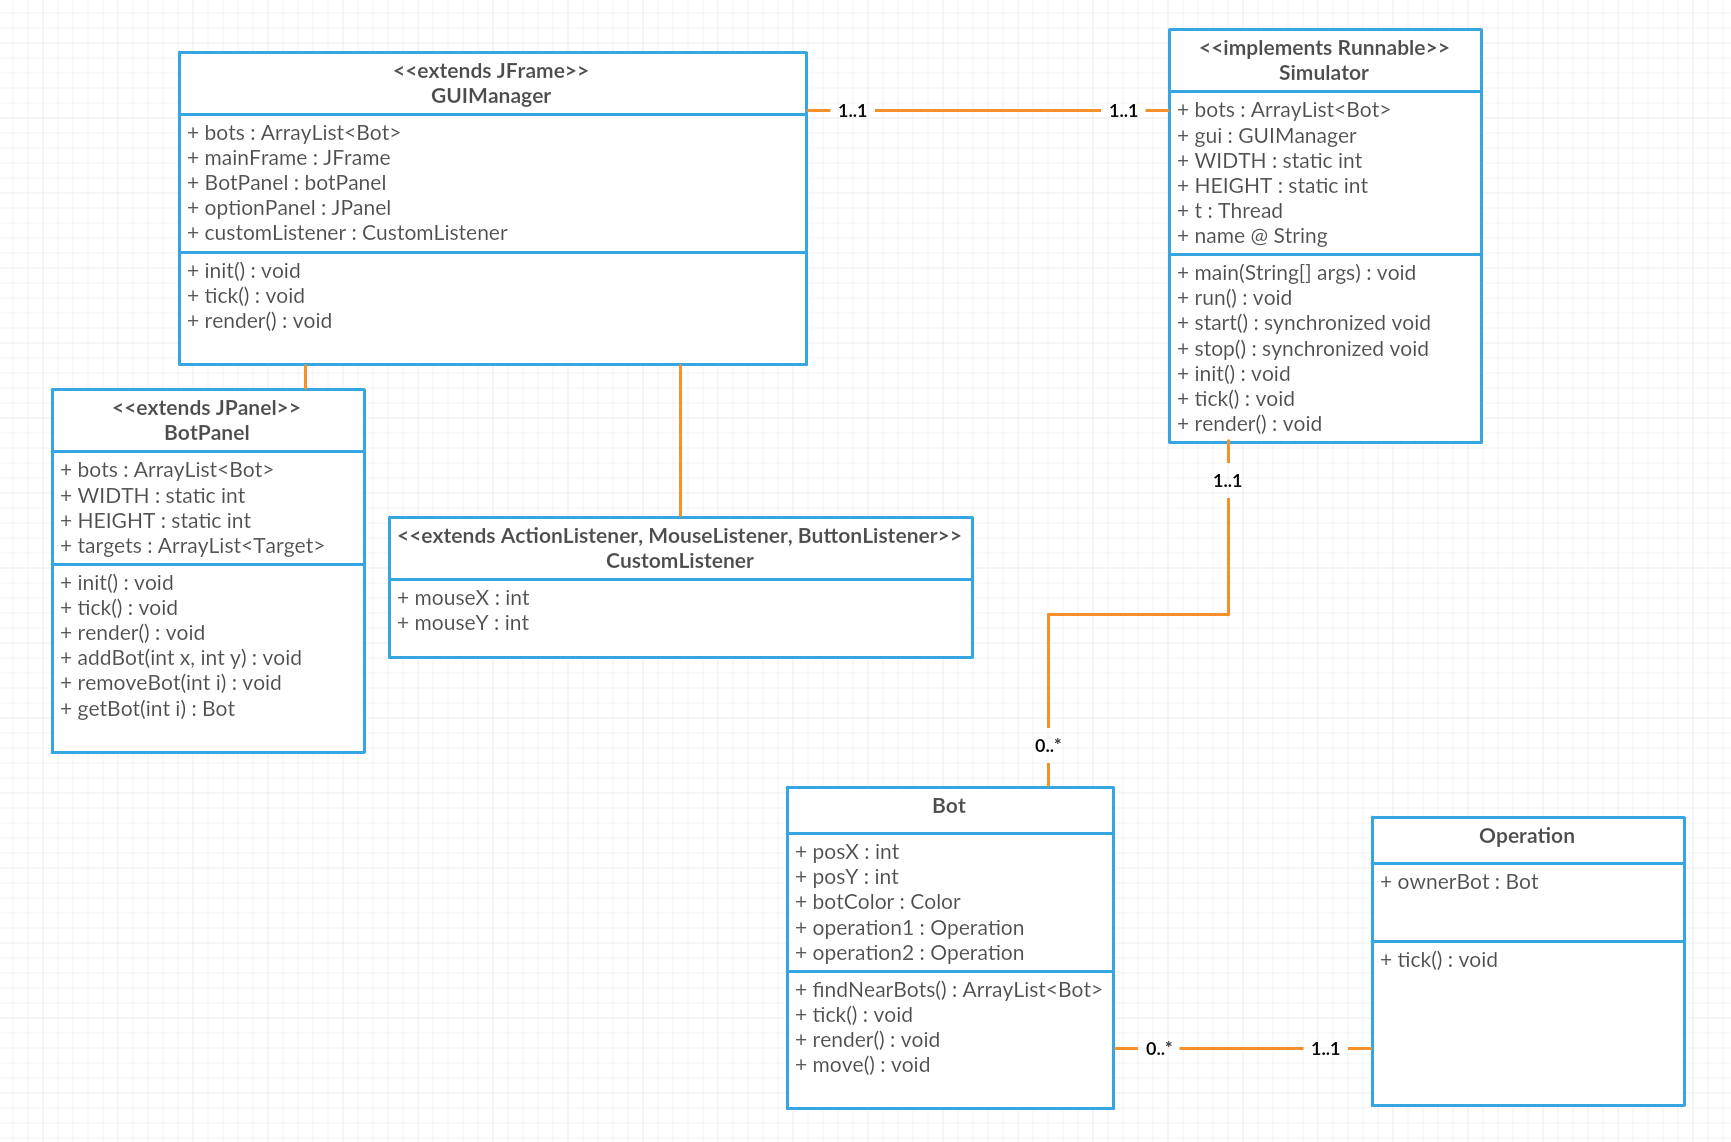 <<extends JFrame>>
GUIManager
+ bots : ArrayList<Bot>
+ mainFrame : JFrame
+ BotPanel : botPanel
+ optionPanel : JPanel
+ customListener : CustomListener
+ init() : void
+ tick() : void
+ render() : void
1..1
1..1
<<implements Runnable>>
Simulator
+ bots : ArrayList<Bot>
+ gui : GUIManager
+ WIDTH : static int
+ HEIGHT : static int
+ t : Thread
+ name @ String
+ main(String[] args) : void
+ run() : void
+ start() : synchronized void
+ stop() : synchronized void
+ init() : void
+ tick() : void
+ render() : void
<<extends JPanel>>
BotPanel
+ bots : ArrayList<Bot>
+ WIDTH : static int
+ HEIGHT : static int
+ targets : ArrayList<Target>
+ init() : void
+ tick() : void
+ render() : void
+ addBot(int x, int y) : void
+ removeBot(int i) : void
+ getBot(int i) : Bot
<<extends ActionListener, MouseListener, ButtonListener>>
CustomListener
+ mouseX : int
+ mouseY : int
1..1
0..*
Bot
+ posX : int
+ posY : int
+ botColor : Color
+ operation1 : Operation
+ operation2 : Operation
+ findNearBots() : ArrayList<Bot>
+ tick() : void
+ render() : void
+ move() : void
0..*
1..1
Operation
+ ownerBot : Bot
+ tick() : void